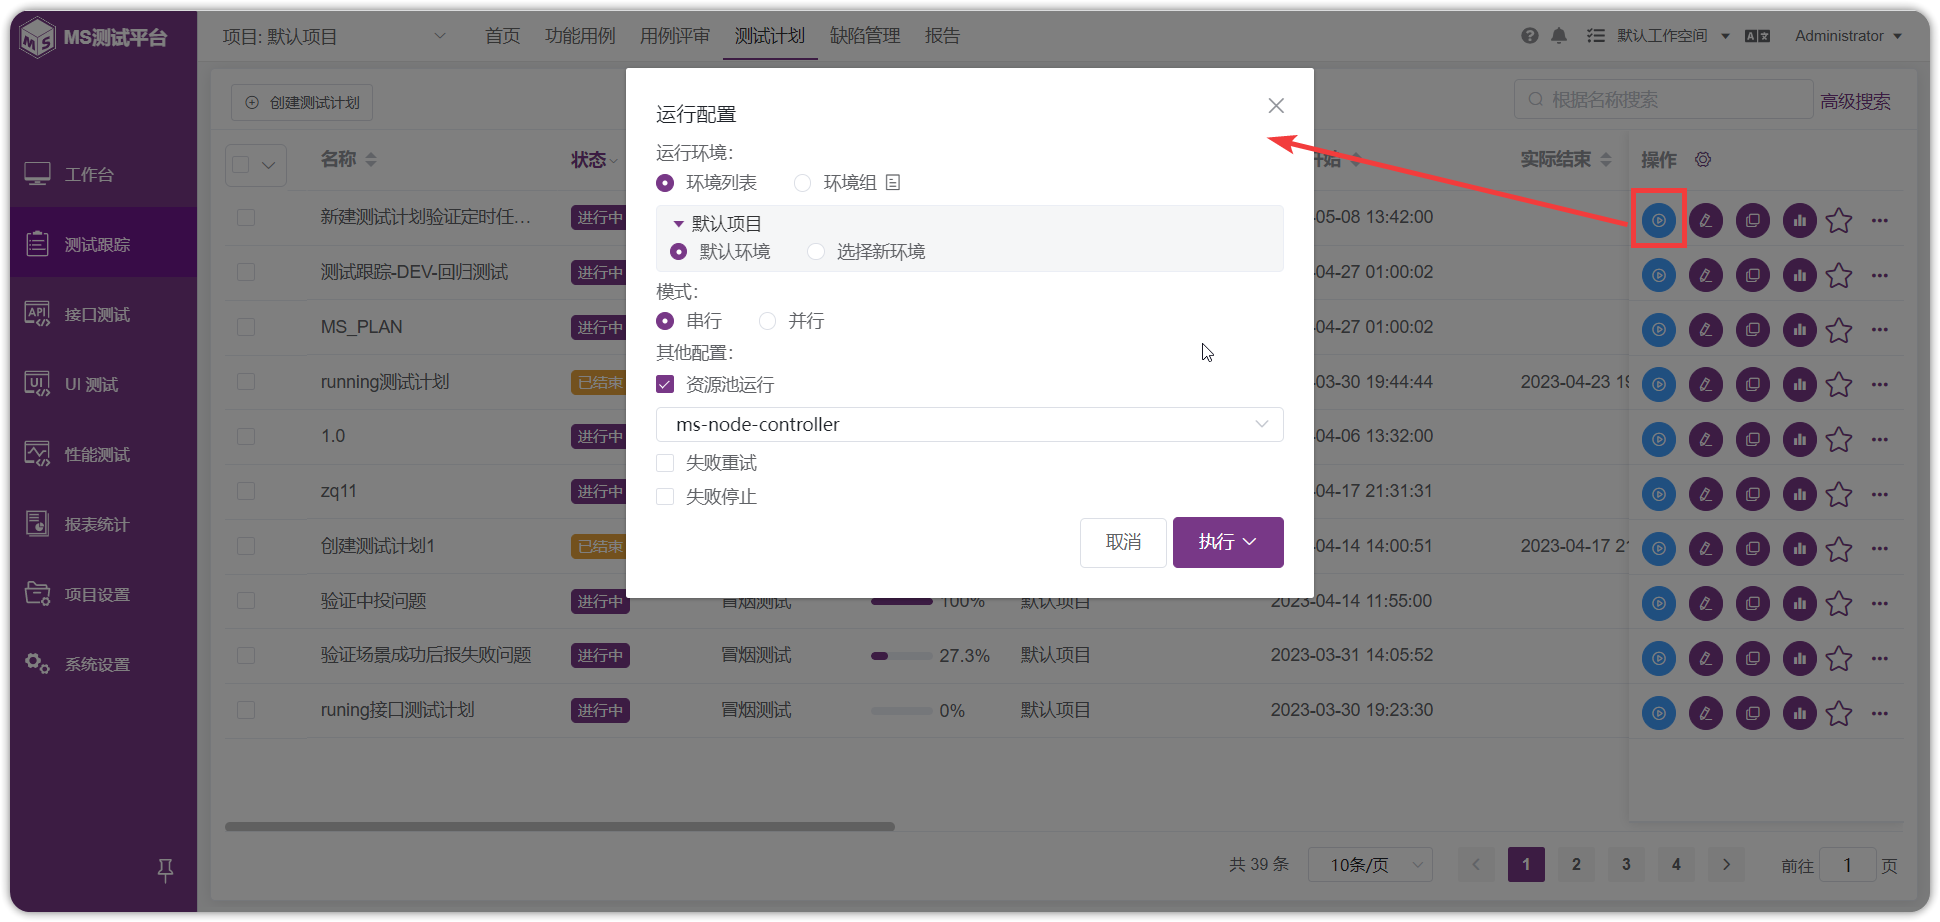 MS测试平台
项目: 默认项目
首页 功能用例 用例评审 测试计划 缺陷管理 报告
默认工作空间 Administrator
工作台
测试跟踪
接口测试
UI 测试
性能测试
报表统计
项目设置
系统设置
创建测试计划
根据名称搜索 高级搜索
名称 状态 开始 实际结束 操作
新建测试计划验证定时任… 进行中 -05-08 13:42:00
测试跟踪-DEV-回归测试 进行中 -04-27 01:00:02
MS_PLAN 进行中 -04-27 01:00:02
running测试计划 已结束 -03-30 19:44:44 2023-04-23 19
1.0 进行中 -04-06 13:32:00
zq11 进行中 -04-17 21:31:31
创建测试计划1 已结束 -04-14 14:00:51 2023-04-17 21
验证中投问题 进行中 冒烟测试 100% 默认项目 2023-04-14 11:55:00
验证场景成功后报失败问题 进行中 冒烟测试 27.3% 默认项目 2023-03-31 14:05:52
runing接口测试计划 进行中 冒烟测试 0% 默认项目 2023-03-30 19:23:30
运行配置
运行环境:
环境列表 环境组
默认项目
默认环境 选择新环境
模式:
串行 并行
其他配置:
资源池运行
ms-node-controller
失败重试
失败停止
取消 执行
共 39 条 10条/页 1 2 3 4 前往 1 页